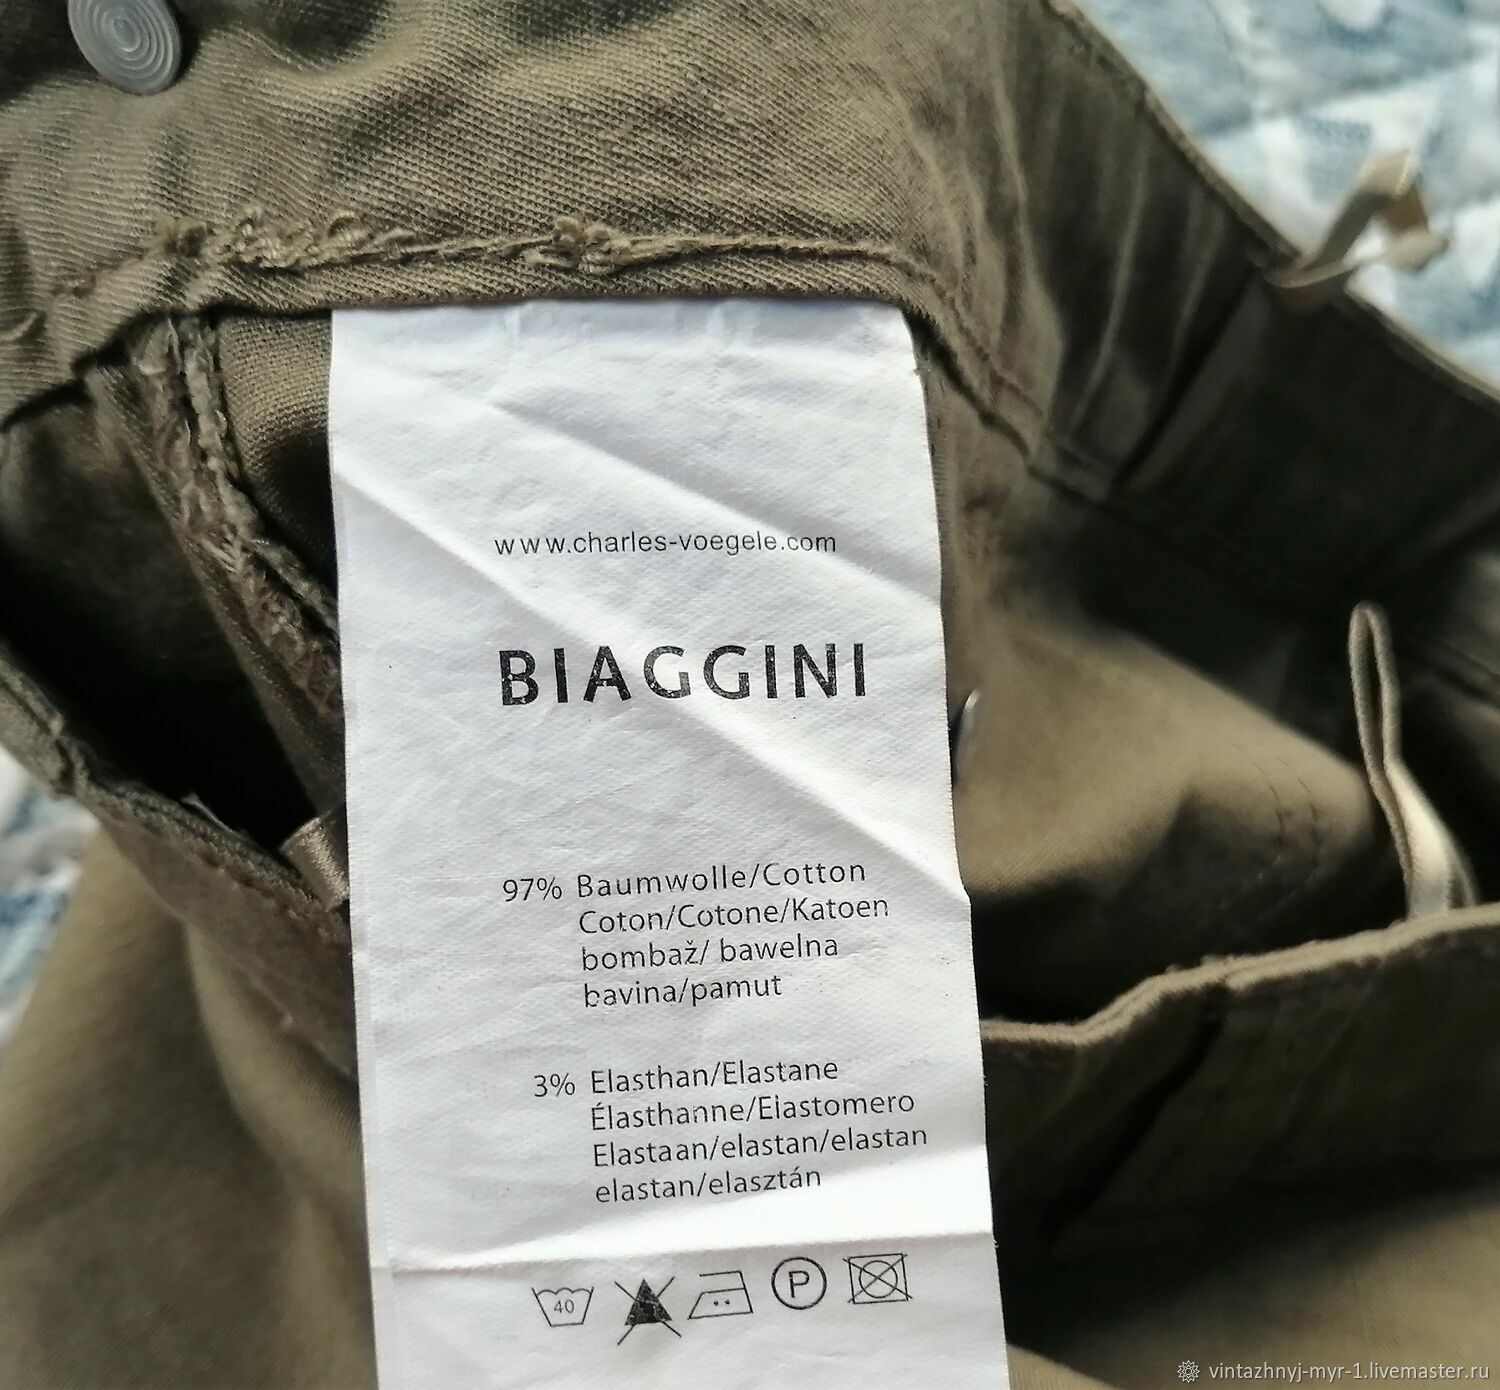 www.charles-voegele.com
BIAGGINI
97% Baumwolle/Cotton
Coton/Cotone/Katoen
bombaž/ bawelna
bavina/pamut
3% Elasthan/Elastane
Élasthanne/Elastomero
Elastaan/elastan/elastan
elastan/elasztán
40
P
vintazhnyj-myr-1.livemaster.ru